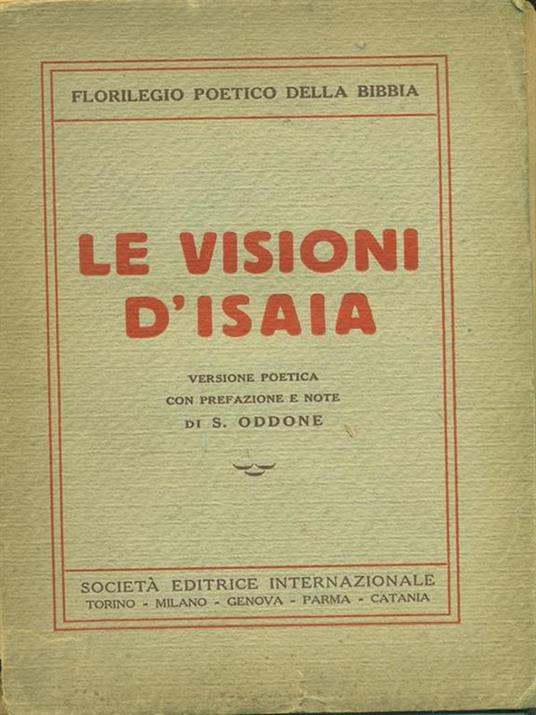 FLORILEGIO POETICO DELLA BIBBIA
LE VISIONI
D'ISAIA
VERSIONE POETICA
CON PREFAZIONE E NOTE
DI S. ODDONE
SOCIETÀ EDITRICE INTERNAZIONALE
TORINO - MILANO - GENOVA - PARMA - CATANIA